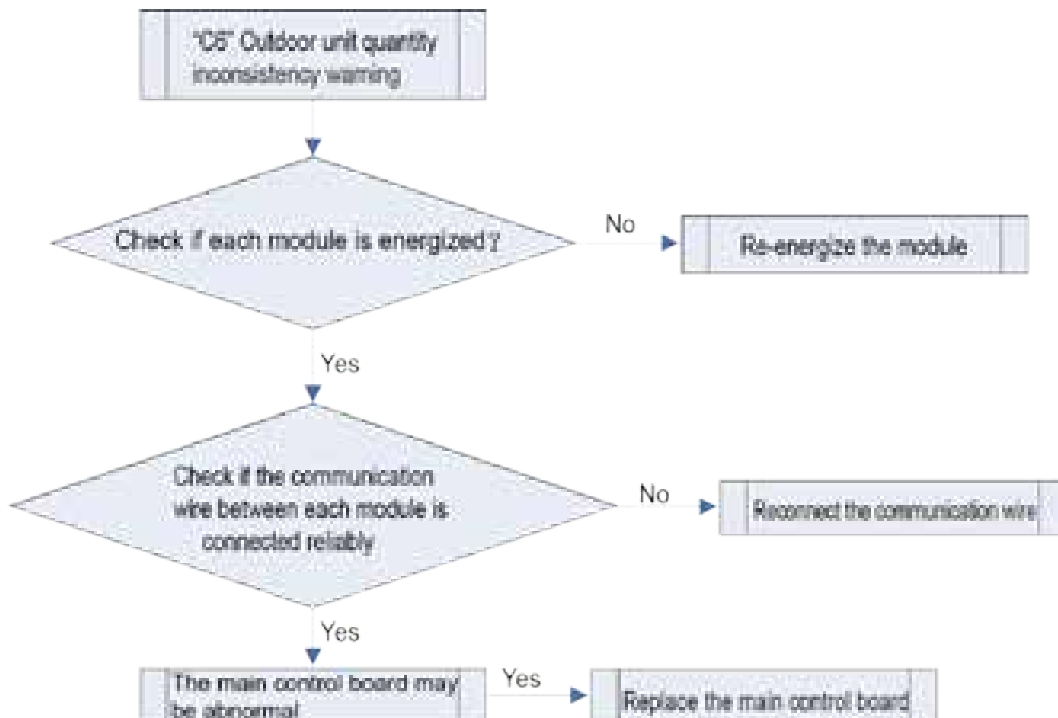 "C6" Outdoor unit quantity
inconsistency warning
Check if each module is energized?
No
Re-energize the module
Yes
Check if the communication
wire between each module is
connected reliably
No
Reconnect the communication wire
Yes
The main control board may
be abnormal
Yes
Replace the main control board